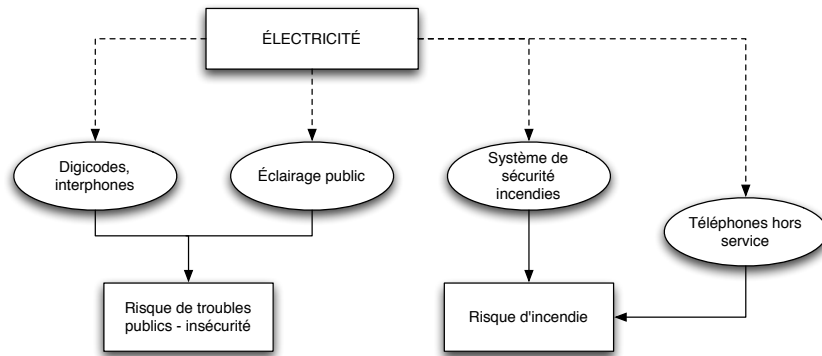 ÉLECTRICITÉ
Digicodes,
interphones
Éclairage public
Système de
sécurité
incendies
Téléphones hors
service
Risque de troubles
publics - insécurité
Risque d'incendie